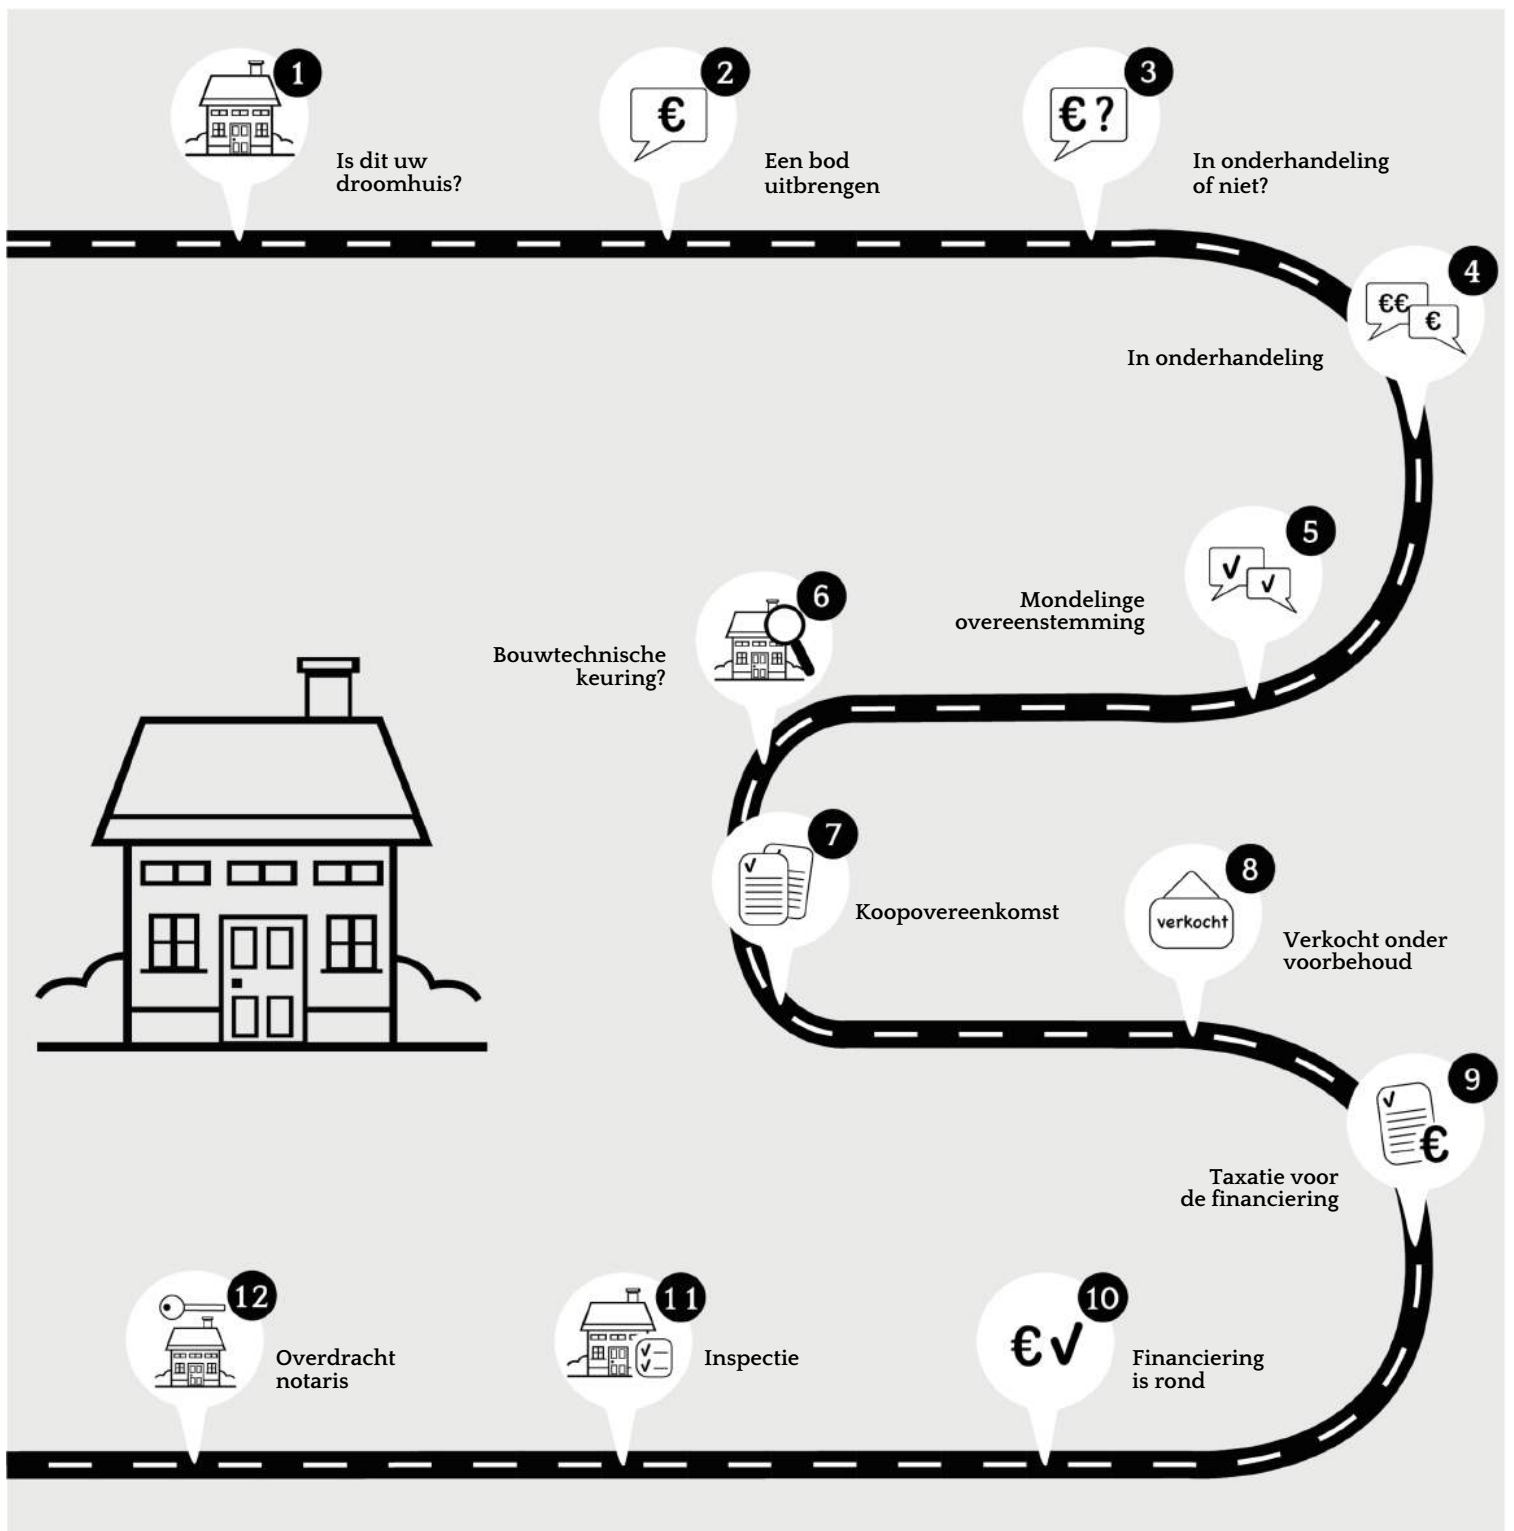 1
Is dit uw
droomhuis?
2
€
Een bod
uitbrengen
3
€ ?
In onderhandeling
of niet?
4
€€
€
In onderhandeling
5
Mondelinge
overeenstemming
6
Bouwtechnische
keuring?
7
Koopovereenkomst
8
verkocht
Verkocht onder
voorbehoud
9
€
Taxatie voor
de financiering
10
€
Financiering
is rond
11
Inspectie
12
Overdracht
notaris